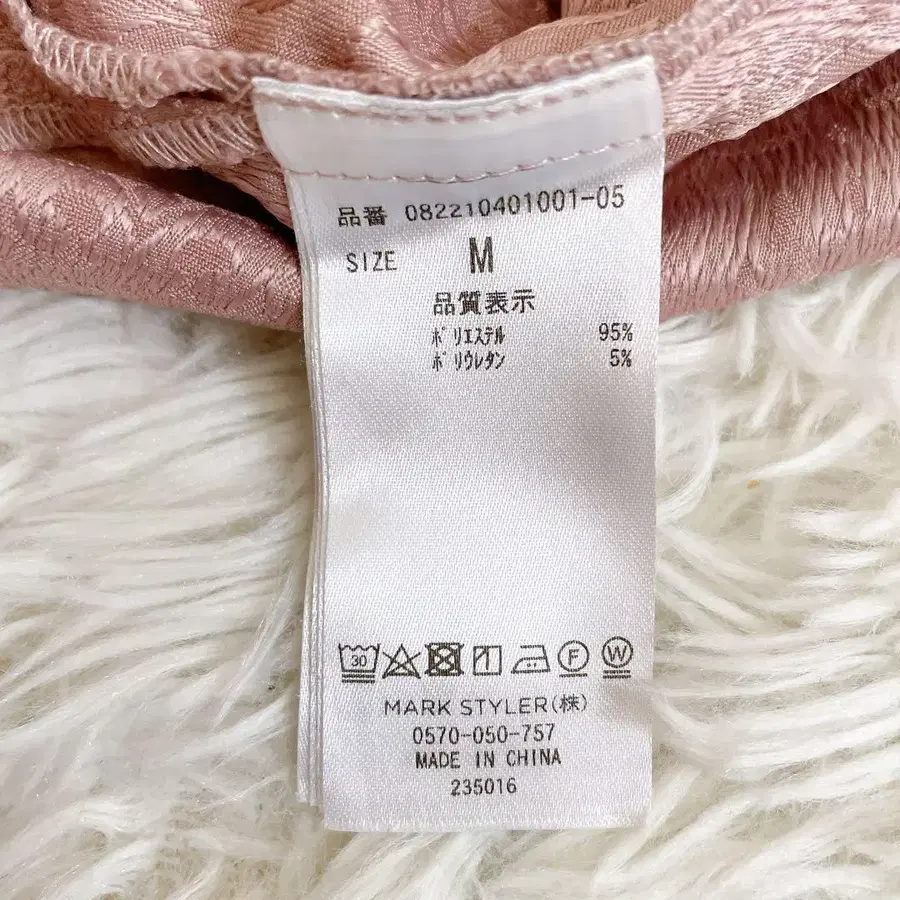 品番 082210401001-05
SIZE M
品質表示
ポリエステル 95%
ポリウレタン 5%
30 F W
MARK STYLER(株)
0570-050-757
MADE IN CHINA
235016